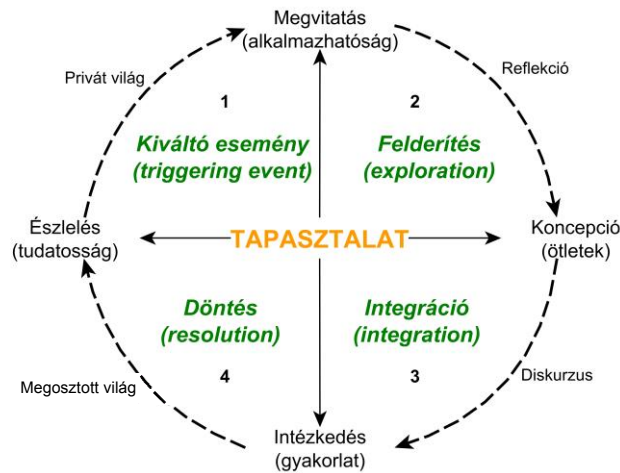 Megvitatás
(alkalmazhatóság)
Privát világ
Reflekció
1
2
Kiváltó esemény
(triggering event)
Felderítés
(exploration)
Észlelés
(tudatosság)
TAPASZTALAT
Koncepció
(ötletek)
Döntés
(resolution)
Integráció
(integration)
4
3
Megosztott világ
Diskurzus
Intézkedés
(gyakorlat)